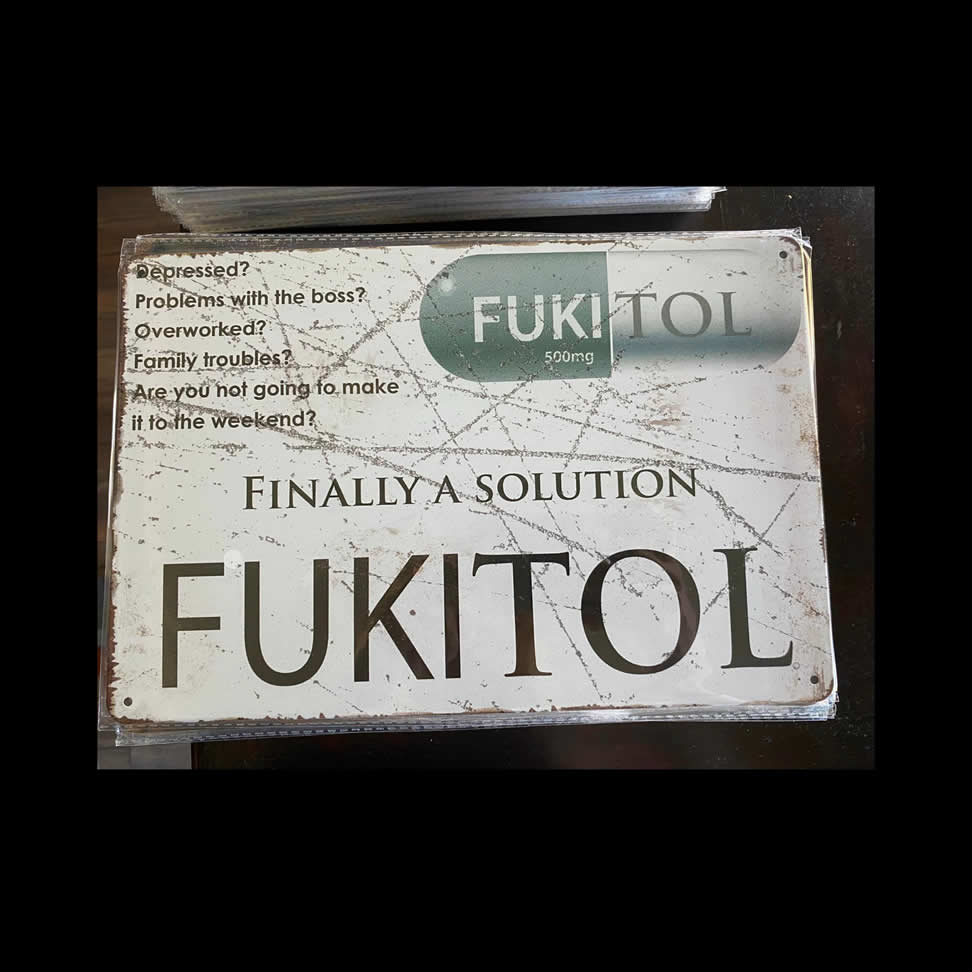 Depressed?
Problems with the boss?
Overworked?
Family troubles?
Are you not going to make
it to the weekend?
FUKITOL
500mg
FINALLY A SOLUTION
FUKITOL